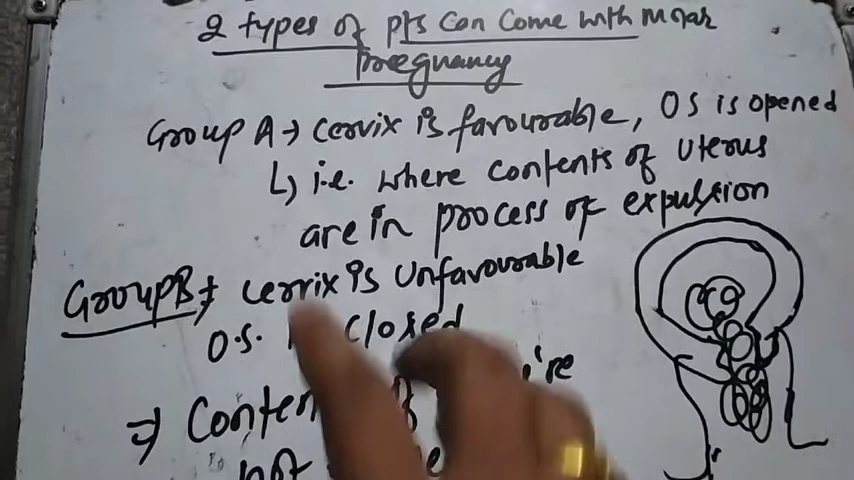 2 types of pts can come with molar
Pregnancy
Group A → cervix is favourable, OS is opened
↳ i.e. where contents of uterus
are in process of expulsion
Group B → cervix is unfavourable
O.S. closed
⇒ Conten
not